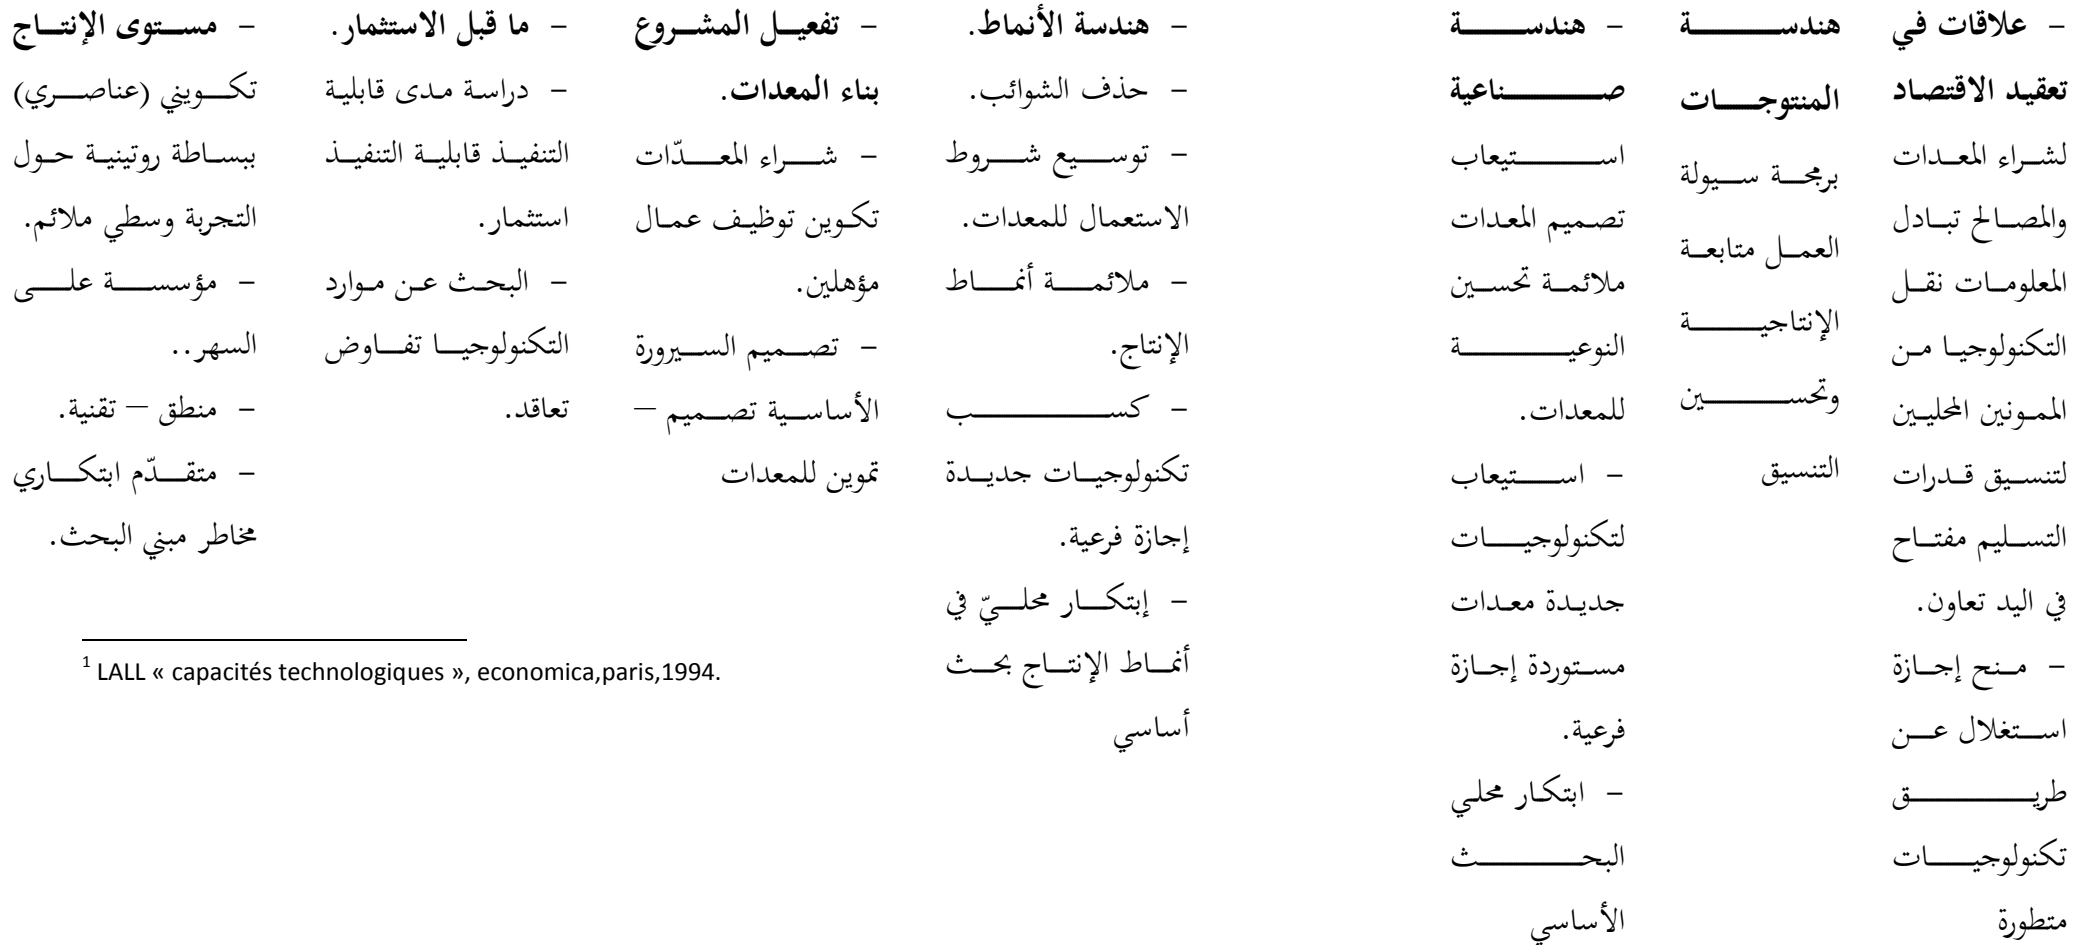 – علاقات في
تعقيد الاقتصاد
لشراء المعدات
والمصالح تبادل
المعلومات نقل
التكنولوجيا من
الممونين المحليين
لتنسيق قدرات
التسليم مفتاح
في اليد تعاون.
– منح إجازة
استغلال عن
طريق
تكنولوجيات
متطورة
هندسة
المنتوجات
برمجة سيولة
العمل متابعة
الإنتاجية
وتحسين
التنسيق
– هندسة
صناعية
استيعاب
تصميم المعدات
ملائمة تحسين
النوعية
للمعدات.
– استيعاب
لتكنولوجيات
جديدة معدات
مستوردة إجازة
فرعية.
– ابتكار محلي
البحث
الأساسي
– هندسة الأنماط.
– حذف الشوائب.
– توسيع شروط
الاستعمال للمعدات.
– ملائمة أنماط
الإنتاج.
– كسب
تكنولوجيات جديدة
إجازة فرعية.
– إبتكار محليّ في
أنماط الإنتاج بحث
أساسي
– تفعيل المشروع
بناء المعدات.
– شراء المعدّات
تكوين توظيف عمال
مؤهلين.
– تصميم السيرورة
الأساسية تصميم –
تموين للمعدات
– ما قبل الاستثمار.
– دراسة مدى قابلية
التنفيذ قابلية التنفيذ
استثمار.
– البحث عن موارد
التكنولوجيا تفاوض
تعاقد.
– مستوى الإنتاج
تكويني (عناصري)
ببساطة روتينية حول
التجربة وسطي ملائم.
– مؤسسة على
السهر..
– منطق – تقنية.
– متقدّم ابتكاري
مخاطر مبني البحث.
1 LALL « capacités technologiques », economica,paris,1994.